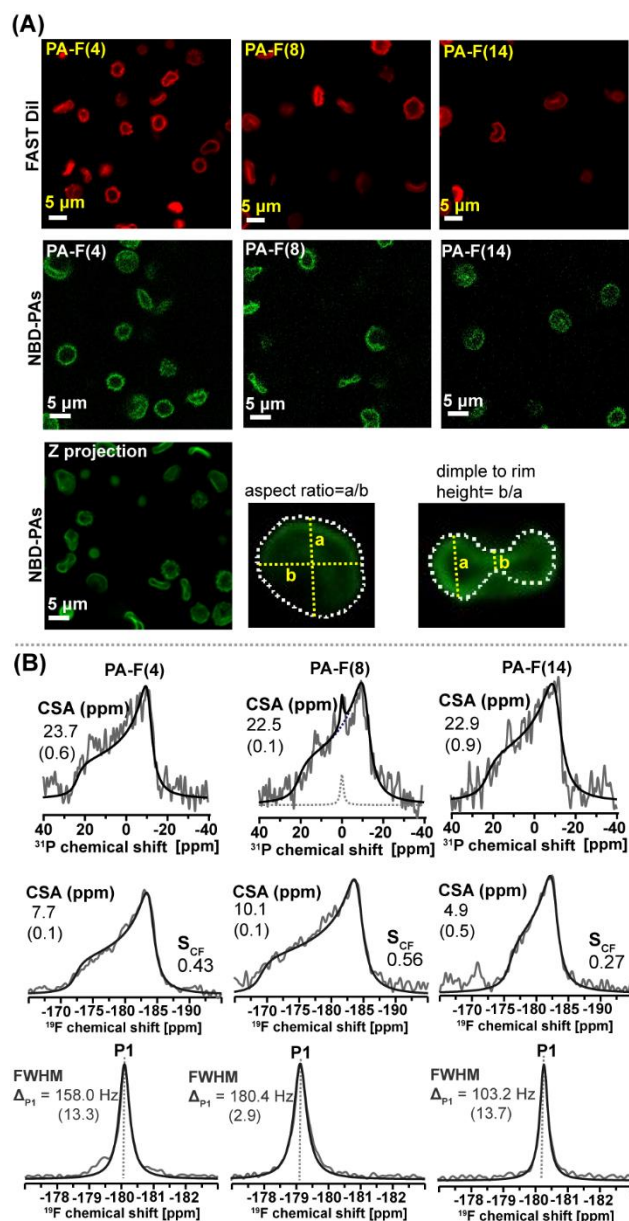 (A)
FAST DiI
PA-F(4)
5 µm
PA-F(8)
5 µm
PA-F(14)
5 µm
NBD-PAs
PA-F(4)
5 µm
PA-F(8)
5 µm
PA-F(14)
5 µm
NBD-PAs
Z projection
5 µm
aspect ratio=a/b
a
b
dimple to rim
height= b/a
a
b
(B)
PA-F(4)
CSA (ppm)
23.7
(0.6)
40 20 0 -20 -40
³¹P chemical shift [ppm]
PA-F(8)
CSA (ppm)
22.5
(0.1)
40 20 0 -20 -40
³¹P chemical shift [ppm]
PA-F(14)
CSA (ppm)
22.9
(0.9)
40 20 0 -20 -40
³¹P chemical shift [ppm]
CSA (ppm)
7.7
(0.1)
S_CF
0.43
-170 -175 -180 -185 -190
¹⁹F chemical shift [ppm]
CSA (ppm)
10.1
(0.1)
S_CF
0.56
-170 -175 -180 -185 -190
¹⁹F chemical shift [ppm]
CSA (ppm)
4.9
(0.5)
S_CF
0.27
-170 -175 -180 -185 -190
¹⁹F chemical shift [ppm]
P1
FWHM
Δ_P1 = 158.0 Hz
(13.3)
-178 -179 -180 -181 -182
¹⁹F chemical shift [ppm]
P1
FWHM
Δ_P1 = 180.4 Hz
(2.9)
-178 -179 -180 -181 -182
¹⁹F chemical shift [ppm]
P1
FWHM
Δ_P1 = 103.2 Hz
(13.7)
-178 -179 -180 -181 -182
¹⁹F chemical shift [ppm]